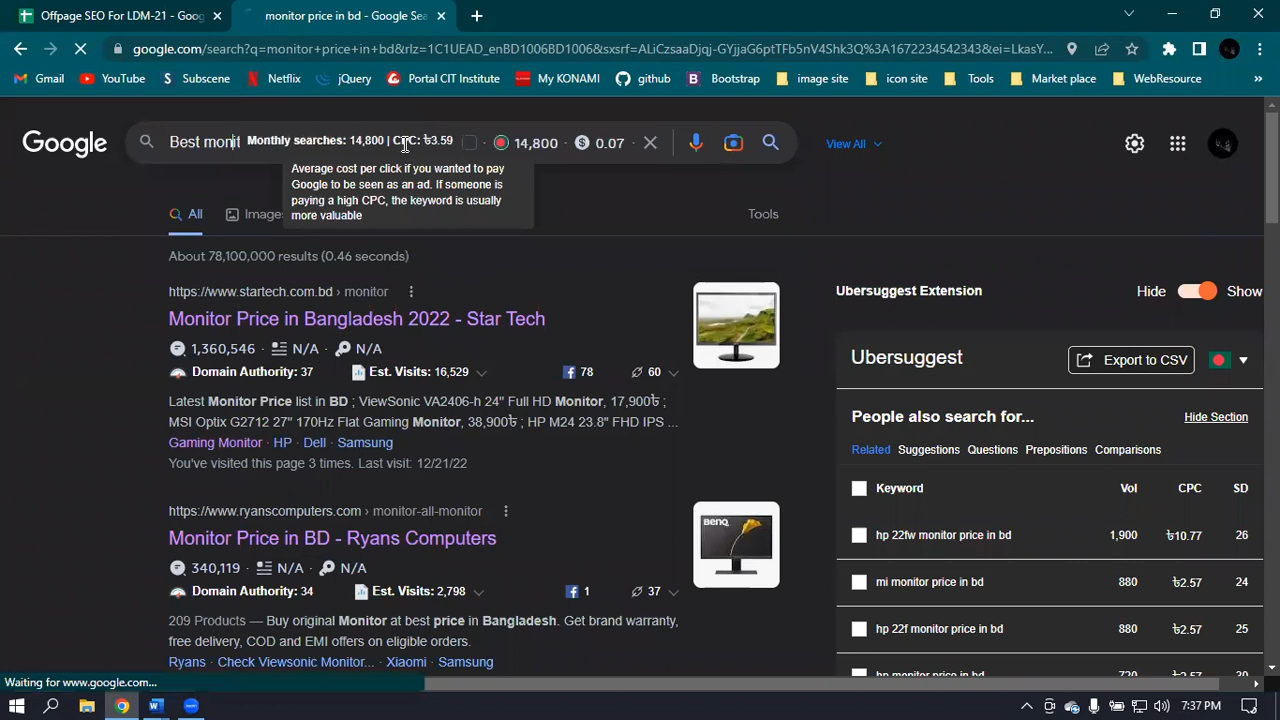 Offpage SEO For LDM-21 - Goog
monitor price in bd - Google Sea
google.com/search?q=monitor+price+in+bd&rlz=1C1UEAD_enBD1006BD1006&sxsrf=ALiCzsaaDjqj-GYjjaG6ptTFb5nV4Shk3Q%3A1672234542343&ei=LkasY...
Gmail
YouTube
Subscene
Netflix
jQuery
Portal CIT Institute
My KONAMI
github
Bootstrap
image site
icon site
Tools
Market place
WebResource
Google
Best monit
Monthly searches: 14,800 | CPC: ৳3.59
14,800
0.07
View All
Average cost per click if you wanted to pay
Google to be seen as an ad. If someone is
paying a high CPC, the keyword is usually
more valuable
All
Images
Tools
About 78,100,000 results (0.46 seconds)
https://www.startech.com.bd › monitor
Monitor Price in Bangladesh 2022 - Star Tech
1,360,546 · N/A · N/A
Domain Authority: 37
Est. Visits: 16,529
78
60
Latest Monitor Price list in BD ; ViewSonic VA2406-h 24" Full HD Monitor, 17,900৳ ;
MSI Optix G2712 27" 170Hz Flat Gaming Monitor, 38,900৳ ; HP M24 23.8" FHD IPS ...
Gaming Monitor · HP · Dell · Samsung
You've visited this page 3 times. Last visit: 12/21/22
https://www.ryanscomputers.com › monitor-all-monitor
Monitor Price in BD - Ryans Computers
340,119 · N/A · N/A
Domain Authority: 34
Est. Visits: 2,798
1
37
BenQ
209 Products — Buy original Monitor at best price in Bangladesh. Get brand warranty,
free delivery, COD and EMI offers on eligible orders.
Ryans · Check Viewsonic Monitor... · Xiaomi · Samsung
Ubersuggest Extension
Hide
Show
Ubersuggest
Export to CSV
People also search for...
Hide Section
Related
Suggestions
Questions
Prepositions
Comparisons
Keyword
Vol
CPC
SD
hp 22fw monitor price in bd
1,900
৳10.77
26
mi monitor price in bd
880
৳2.57
24
hp 22f monitor price in bd
880
৳2.57
25
hp monitor price in bd
720
Waiting for www.google.com...
7:37 PM